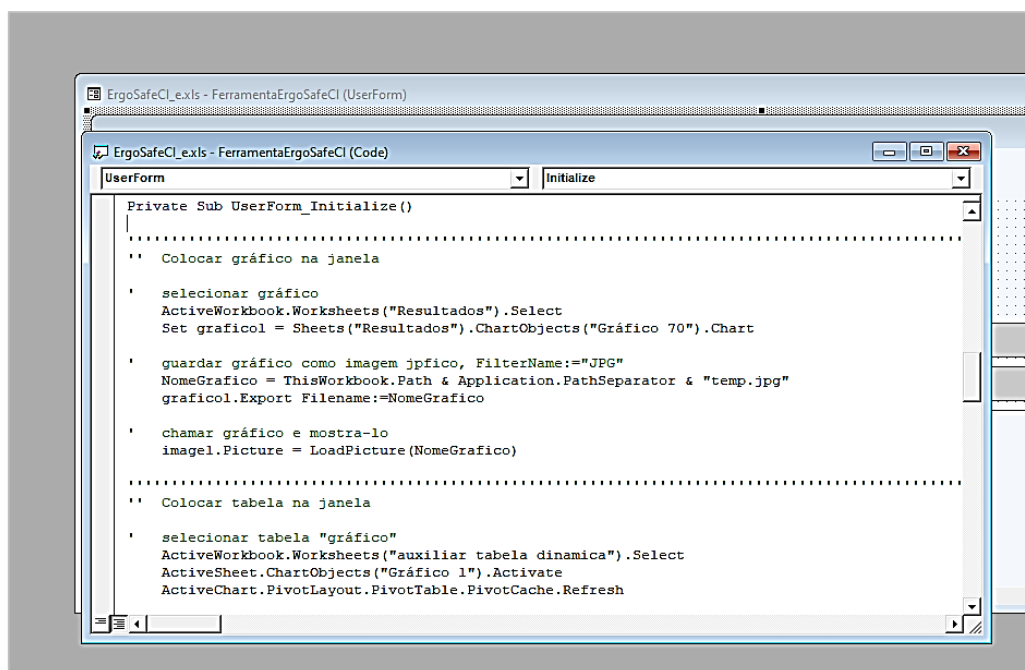 ErgoSafeCI_e.xls - FerramentaErgoSafeCI (UserForm)
ErgoSafeCI_e.xls - FerramentaErgoSafeCI (Code)
UserForm Initialize
Private Sub UserForm_Initialize()
''''''''''''''''''''''''''''''''''''''''''''''''''''''''''''''''''''''''''''''''''''''''''''''''
'' Colocar gráfico na janela
' selecionar gráfico
ActiveWorkbook.Worksheets("Resultados").Select
Set grafico1 = Sheets("Resultados").ChartObjects("Gráfico 70").Chart
' guardar gráfico como imagem jpfico, FilterName:="JPG"
NomeGrafico = ThisWorkbook.Path & Application.PathSeparator & "temp.jpg"
grafico1.Export Filename:=NomeGrafico
' chamar gráfico e mostra-lo
image1.Picture = LoadPicture(NomeGrafico)
''''''''''''''''''''''''''''''''''''''''''''''''''''''''''''''''''''''''''''''''''''''''''''''''
'' Colocar tabela na janela
' selecionar tabela "gráfico"
ActiveWorkbook.Worksheets("auxiliar tabela dinamica").Select
ActiveSheet.ChartObjects("Gráfico 1").Activate
ActiveChart.PivotLayout.PivotTable.PivotCache.Refresh